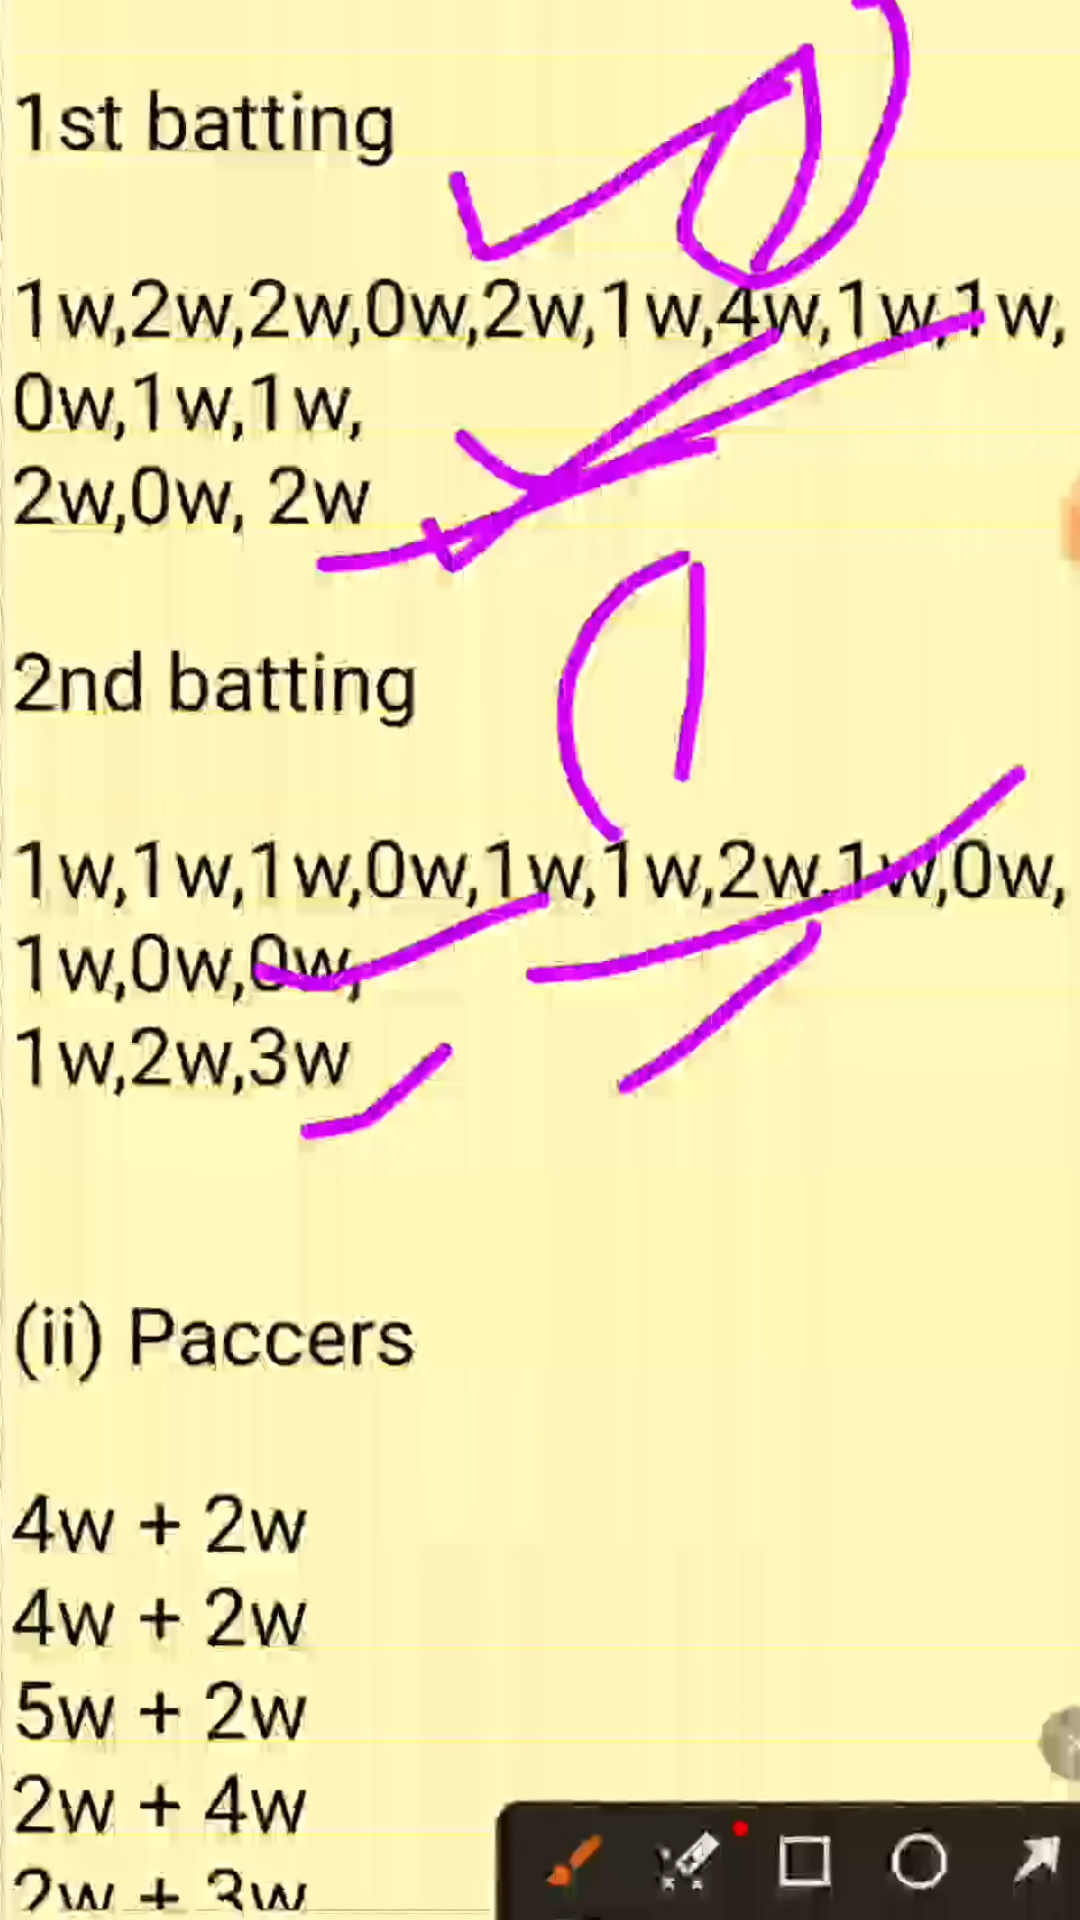 1st batting
1w,2w,2w,0w,2w,1w,4w,1w,1w,
0w,1w,1w,
2w,0w, 2w
2nd batting
1w,1w,1w,0w,1w,1w,2w,1w,0w,
1w,0w,0w,
1w,2w,3w
(ii) Paccers
4w + 2w
4w + 2w
5w + 2w
2w + 4w
2w + 3w